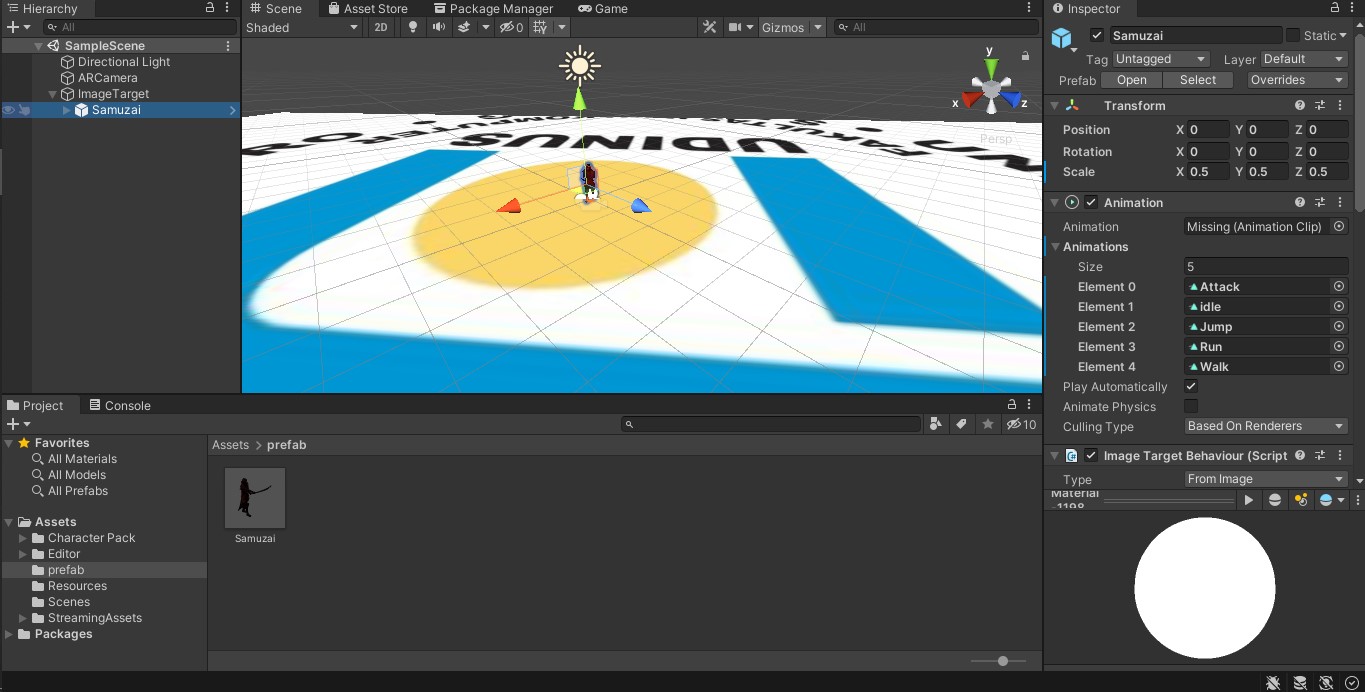 Hierarchy
All
SampleScene
Directional Light
ARCamera
ImageTarget
Samuzai
Scene
Asset Store
Package Manager
Game
Shaded
2D
0
Gizmos
All
y
x
z
Persp
UDINUS
Inspector
Samuzai
Static
Tag Untagged Layer Default
Prefab Open Select Overrides
Transform
Position X 0 Y 0 Z 0
Rotation X 0 Y 0 Z 0
Scale X 0.5 Y 0.5 Z 0.5
Animation
Animation Missing (Animation Clip)
Animations
Size 5
Element 0 Attack
Element 1 idle
Element 2 Jump
Element 3 Run
Element 4 Walk
Play Automatically
Animate Physics
Culling Type Based On Renderers
Image Target Behaviour (Script
Type From Image
Material
-1198
Project
Console
10
Favorites
All Materials
All Models
All Prefabs
Assets
Character Pack
Editor
prefab
Resources
Scenes
StreamingAssets
Packages
Assets > prefab
Samuzai